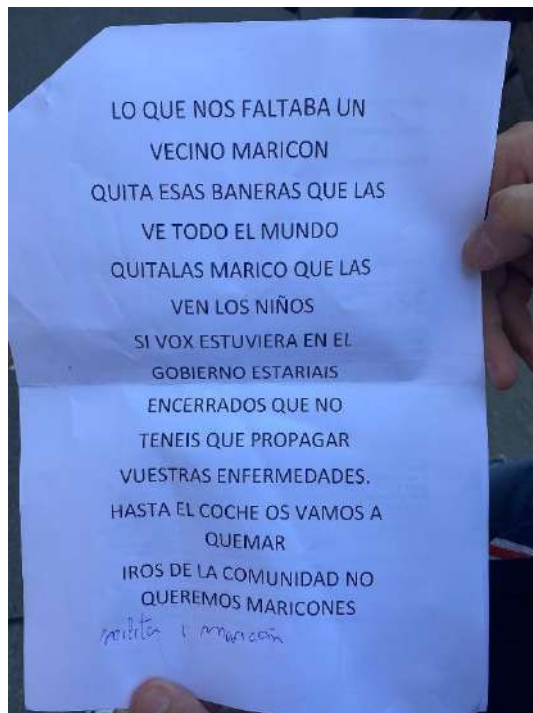 LO QUE NOS FALTABA UN
VECINO MARICON
QUITA ESAS BANERAS QUE LAS
VE TODO EL MUNDO
QUITALAS MARICO QUE LAS
VEN LOS NIÑOS
SI VOX ESTUVIERA EN EL
GOBIERNO ESTARIAIS
ENCERRADOS QUE NO
TENEIS QUE PROPAGAR
VUESTRAS ENFERMEDADES.
HASTA EL COCHE OS VAMOS A
QUEMAR
IROS DE LA COMUNIDAD NO
QUEREMOS MARICONES
maricón